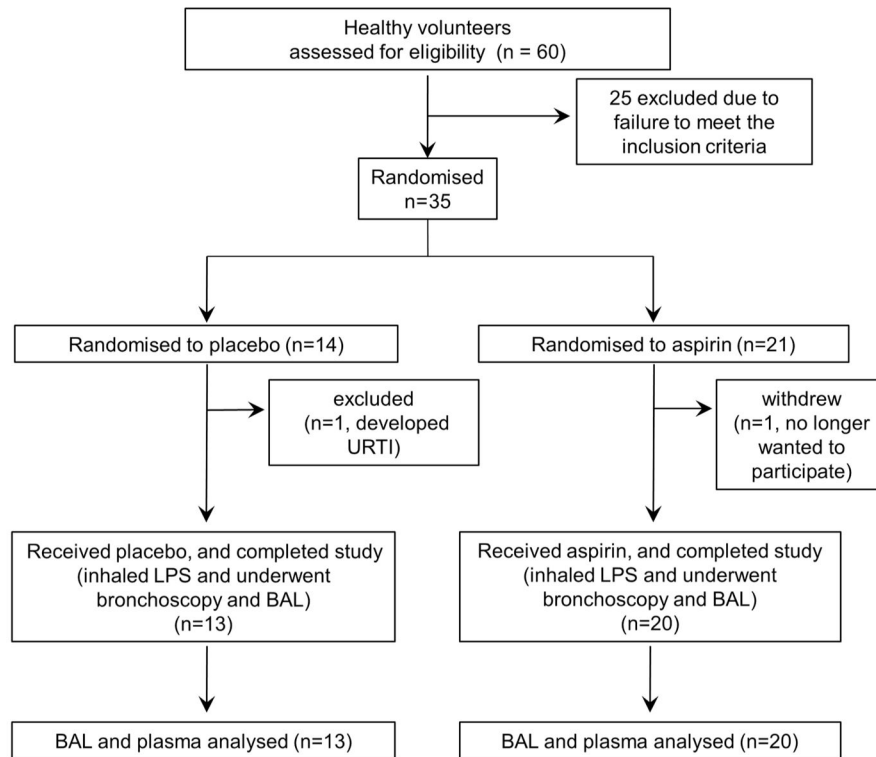 Healthy volunteers
assessed for eligibility (n = 60)
25 excluded due to
failure to meet the
inclusion criteria
Randomised
n=35
Randomised to placebo (n=14)
Randomised to aspirin (n=21)
excluded
(n=1, developed
URTI)
withdrew
(n=1, no longer
wanted to
participate)
Received placebo, and completed study
(inhaled LPS and underwent
bronchoscopy and BAL)
(n=13)
Received aspirin, and completed study
(inhaled LPS and underwent
bronchoscopy and BAL)
(n=20)
BAL and plasma analysed (n=13)
BAL and plasma analysed (n=20)